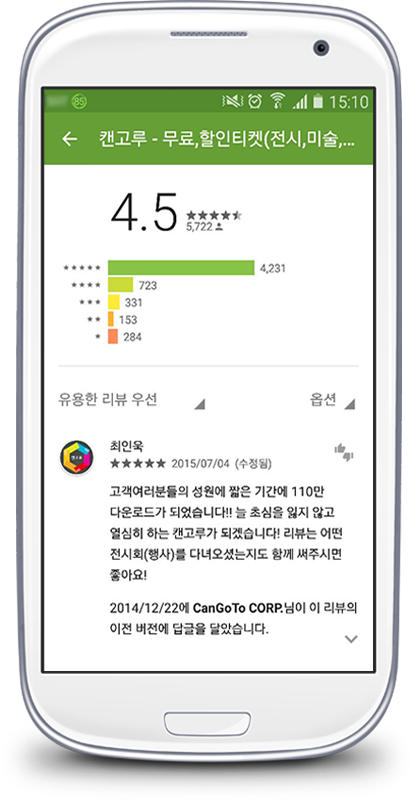 85 15:10
캔고루 - 무료,할인티켓(전시,미술,...
4.5
5,722
4,231
723
331
153
284
유용한 리뷰 우선 옵션
최인욱
2015/07/04 (수정됨)
고객여러분들의 성원에 짧은 기간에 110만
다운로드가 되었습니다!! 늘 초심을 잃지 않고
열심히 하는 캔고루가 되겠습니다! 리뷰는 어떤
전시회(행사)를 다녀오셨는지도 함께 써주시면
좋아요!
2014/12/22에 CanGoTo CORP.님이 이 리뷰의
이전 버전에 답글을 달았습니다.